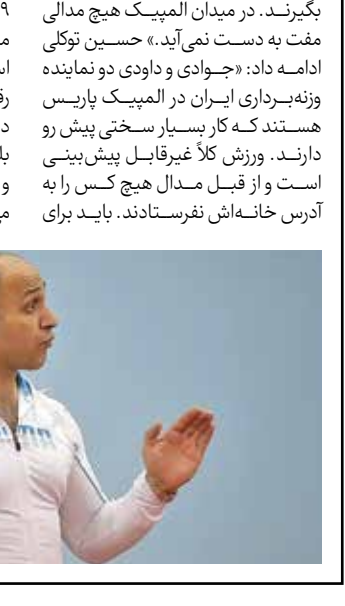 بگیرنـد. در میدان المپیـک هیچ مدالی
مفت به دسـت نمی‌آید.» حسـین توکلی
ادامـه داد: «جـوادی و داودی دو نماینده
وزنه‌بـرداری ایـران در المپیـک پاریـس
هسـتند کـه کار بسـیار سـختی پیش رو
دارنـد. ورزش کلاً غیرقابـل پیش‌بینـی
اسـت و از قبـل مـدال هیچ کـس را به
آدرس خانـه‌اش نفرسـتادند. بایـد برای